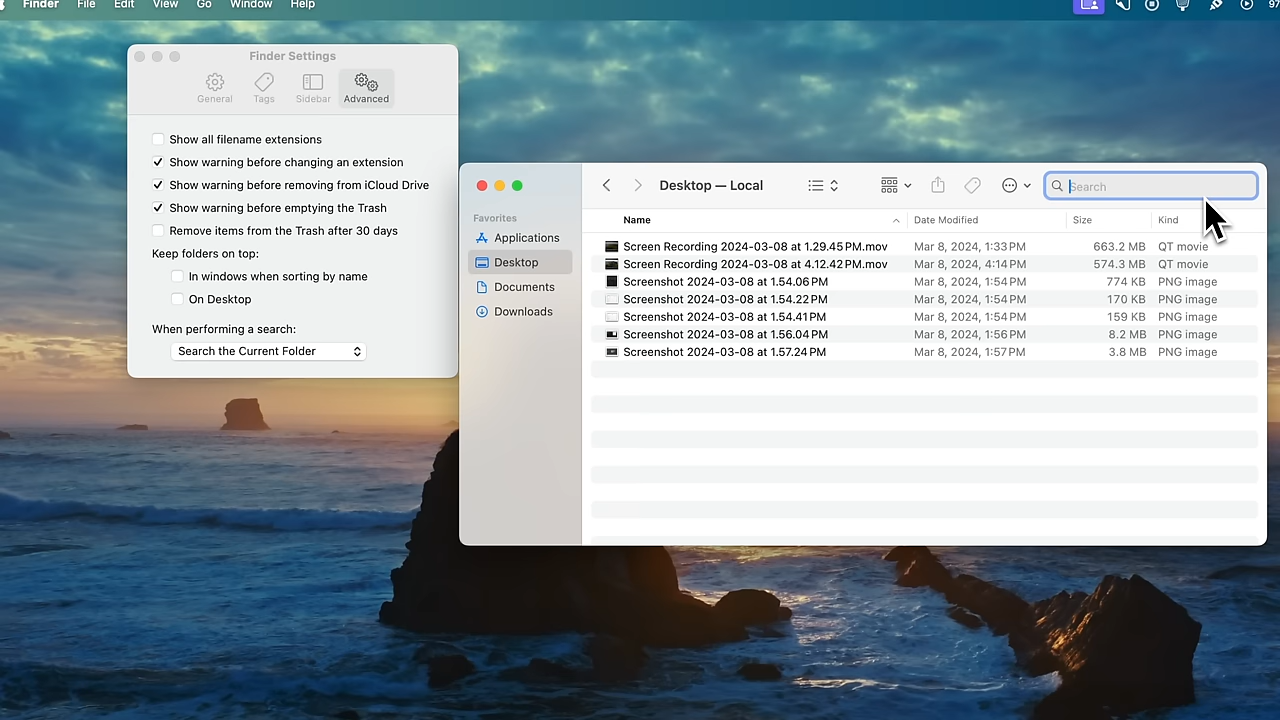 Finder File Edit View Go Window Help 97
Finder Settings
General Tags Sidebar Advanced
Show all filename extensions
Show warning before changing an extension
Show warning before removing from iCloud Drive
Show warning before emptying the Trash
Remove items from the Trash after 30 days
Keep folders on top:
In windows when sorting by name
On Desktop
When performing a search:
Search the Current Folder
Desktop — Local
Search
Favorites
Applications
Desktop
Documents
Downloads
Name Date Modified Size Kind
Screen Recording 2024-03-08 at 1.29.45 PM.mov Mar 8, 2024, 1:33 PM 663.2 MB QT movie
Screen Recording 2024-03-08 at 4.12.42 PM.mov Mar 8, 2024, 4:14 PM 574.3 MB QT movie
Screenshot 2024-03-08 at 1.54.06 PM Mar 8, 2024, 1:54 PM 774 KB PNG image
Screenshot 2024-03-08 at 1.54.22 PM Mar 8, 2024, 1:54 PM 170 KB PNG image
Screenshot 2024-03-08 at 1.54.41 PM Mar 8, 2024, 1:54 PM 159 KB PNG image
Screenshot 2024-03-08 at 1.56.04 PM Mar 8, 2024, 1:56 PM 8.2 MB PNG image
Screenshot 2024-03-08 at 1.57.24 PM Mar 8, 2024, 1:57 PM 3.8 MB PNG image